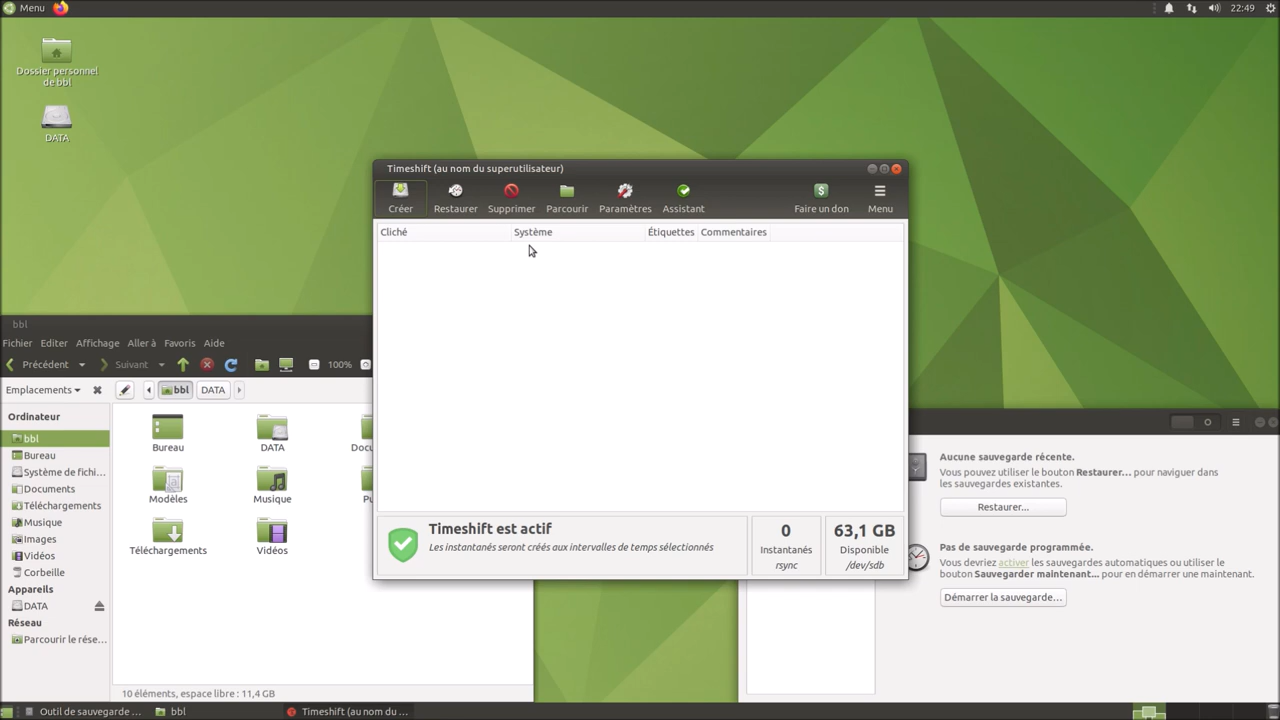 Menu
22:49
Dossier personnel
de bbl
DATA
Timeshift (au nom du superutilisateur)
Créer
Restaurer
Supprimer
Parcourir
Paramètres
Assistant
Faire un don
Menu
Cliché
Système
Étiquettes
Commentaires
Timeshift est actif
Les instantanés seront créés aux intervalles de temps sélectionnés
0
Instantanés
rsync
63,1 GB
Disponible
/dev/sdb
bbl
Fichier
Editer
Affichage
Aller à
Favoris
Aide
Précédent
Suivant
100%
Emplacements
bbl
DATA
Ordinateur
bbl
Bureau
Système de fichi...
Documents
Téléchargements
Musique
Images
Vidéos
Corbeille
Appareils
DATA
Réseau
Parcourir le rése...
Bureau
DATA
Docu
Modèles
Musique
Pu
Téléchargements
Vidéos
10 éléments, espace libre : 11,4 GB
Aucune sauvegarde récente.
Vous pouvez utiliser le bouton Restaurer... pour naviguer dans
les sauvegardes existantes.
Restaurer...
Pas de sauvegarde programmée.
Vous devriez activer les sauvegardes automatiques ou utiliser le
bouton Sauvegarder maintenant... pour en démarrer une maintenant.
Démarrer la sauvegarde...
Outil de sauvegarde ...
bbl
Timeshift (au nom du ...